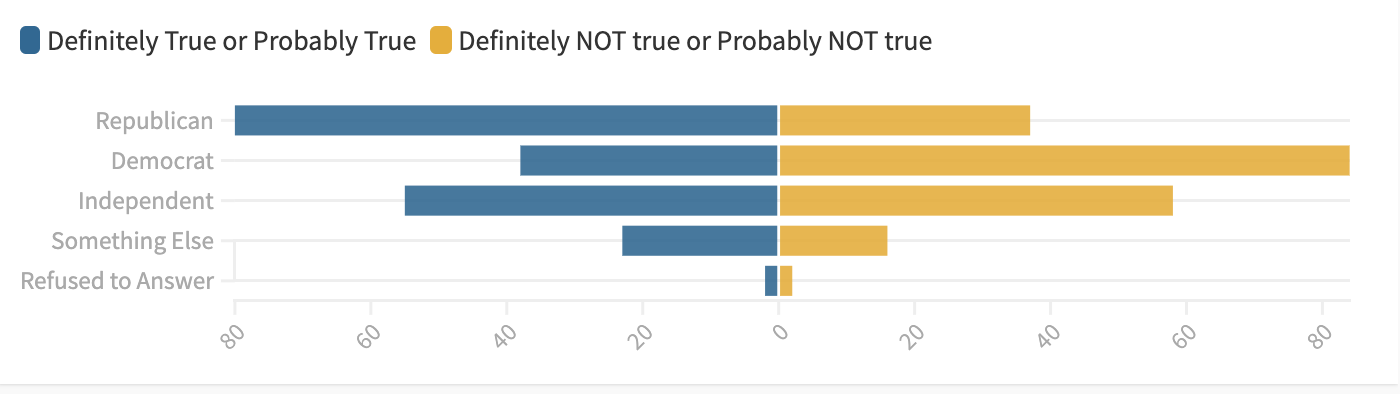 Definitely True or Probably True Definitely NOT true or Probably NOT true
Republican
Democrat
Independent
Something Else
Refused to Answer
80 60 40 20 0 20 40 60 80